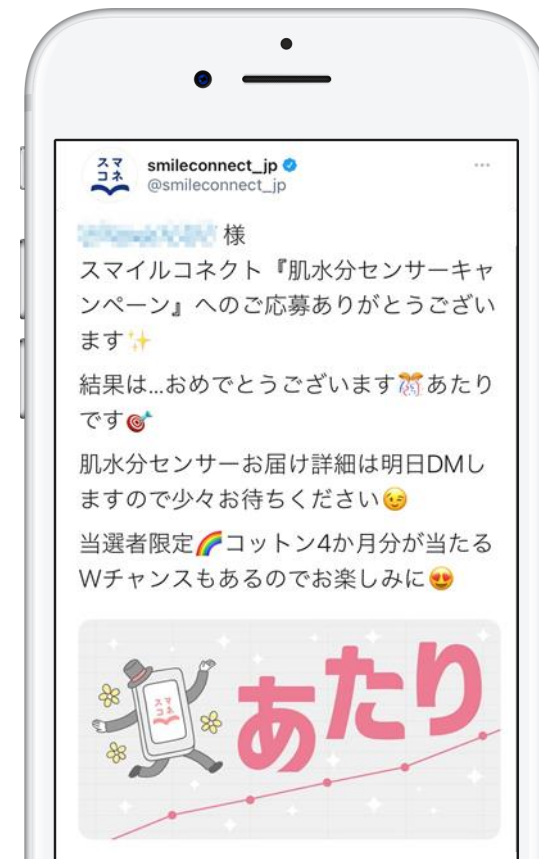 スマ
コネ
smileconnect_jp
@smileconnect_jp
様
スマイルコネクト『肌水分センサーキャ
ンペーン』へのご応募ありがとうござい
ます✨
結果は...おめでとうございます🎊あたり
です🎯
肌水分センサーお届け詳細は明日DMし
ますので少々お待ちください😉
当選者限定🌈コットン4か月分が当たる
Wチャンスもあるのでお楽しみに😍
スマ
コネ
あたり